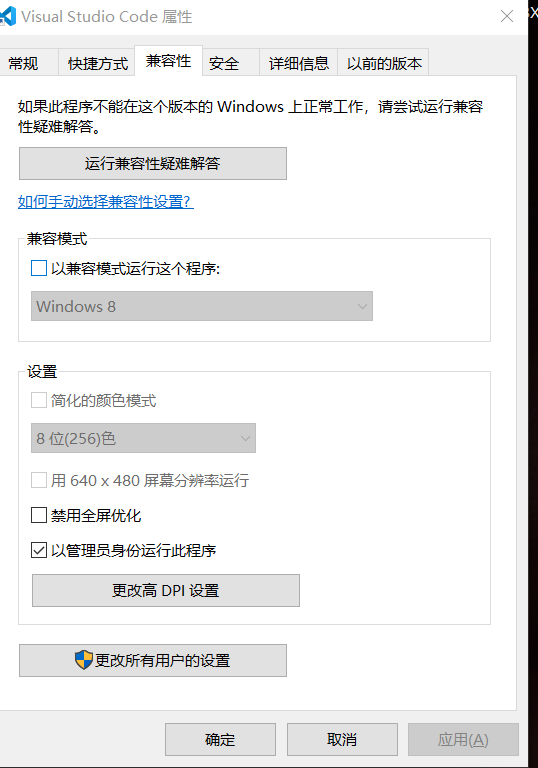 Visual Studio Code 属性
常规 快捷方式 兼容性 安全 详细信息 以前的版本
如果此程序不能在这个版本的 Windows 上正常工作，请尝试运行兼容
性疑难解答。
运行兼容性疑难解答
如何手动选择兼容性设置?
兼容模式
以兼容模式运行这个程序:
Windows 8
设置
简化的颜色模式
8 位(256)色
用 640 x 480 屏幕分辨率运行
禁用全屏优化
以管理员身份运行此程序
更改高 DPI 设置
更改所有用户的设置
确定 取消 应用(A)